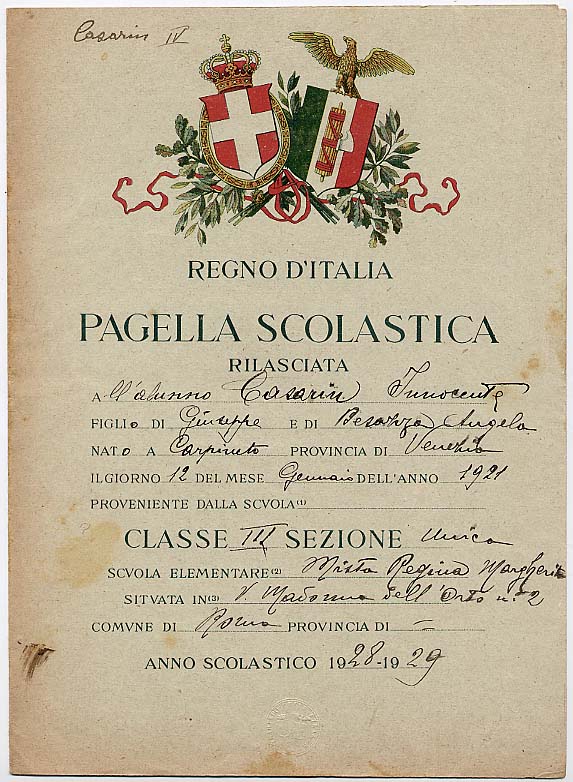 Casarin IV
REGNO D'ITALIA
PAGELLA SCOLASTICA
RILASCIATA
A ll'alunno Casarin Innocente
FIGLIo DI Giuseppe E DI Angela
NATo A Carpineto PROVINCIA DI Venezia
IL GIORNO 12 DEL MESE Gennaio DELL'ANNO 1921
PROVENIENTE DALLA SCVOLA (1)
CLASSE III SEZIONE Unica
SCVOLA ELEMENTARE (2) Mista Regina Margherita
SITVATA IN (3) V. Madonna dell'Orto n. 2
COMVNE DI Roma PROVINCIA DI =
ANNO SCOLASTICO 1928-1929